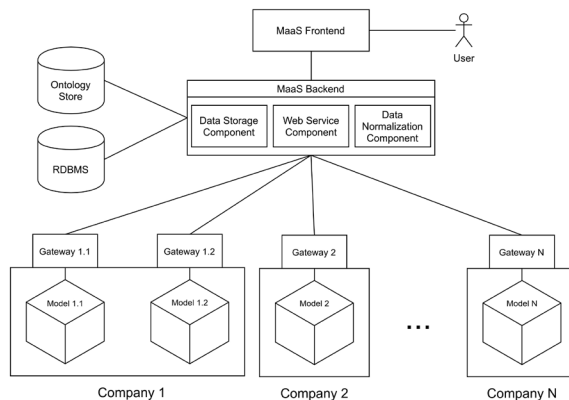 MaaS Frontend
User
Ontology
Store
RDBMS
MaaS Backend
Data Storage
Component
Web Service
Component
Data
Normalization
Component
Gateway 1.1
Gateway 1.2
Gateway 2
Gateway N
Model 1.1
Model 1.2
Model 2
Model N
...
Company 1
Company 2
Company N